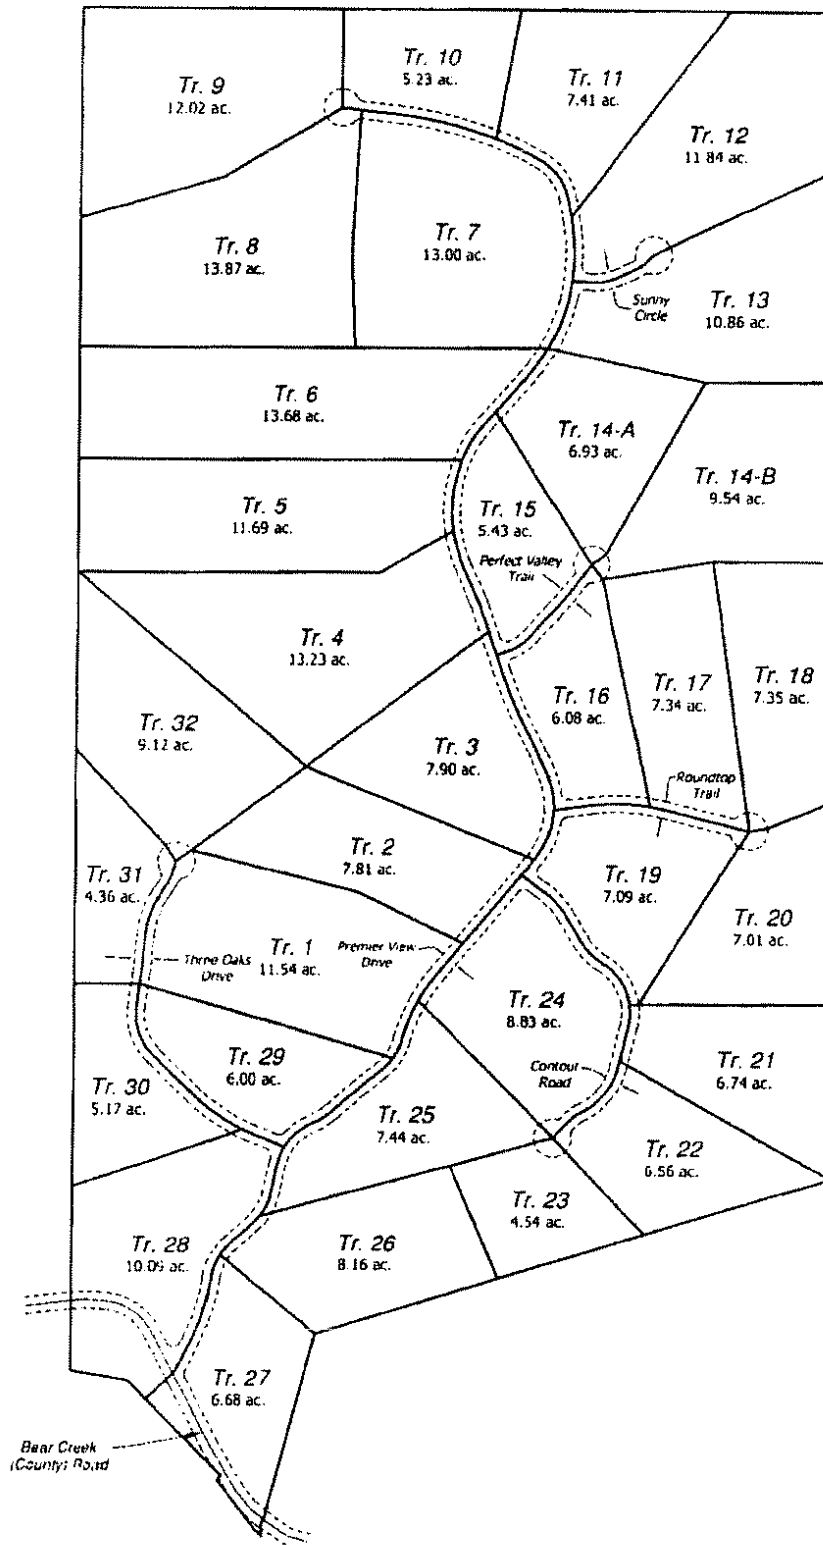 Tr. 9
12.02 ac.
Tr. 10
5.23 ac.
Tr. 11
7.41 ac.
Tr. 12
11.84 ac.
Tr. 8
13.87 ac.
Tr. 7
13.00 ac.
Sunny
Circle
Tr. 13
10.86 ac.
Tr. 6
13.68 ac.
Tr. 14-A
6.93 ac.
Tr. 14-B
9.54 ac.
Tr. 5
11.69 ac.
Tr. 15
5.43 ac.
Perfect Valley
Trail
Tr. 4
13.23 ac.
Tr. 32
9.12 ac.
Tr. 3
7.90 ac.
Tr. 16
6.08 ac.
Tr. 17
7.34 ac.
Tr. 18
7.35 ac.
Roundtop
Trail
Tr. 31
4.36 ac.
Tr. 2
7.81 ac.
Tr. 19
7.09 ac.
Tr. 20
7.01 ac.
Three Oaks
Drive
Tr. 1
11.54 ac.
Premier View
Drive
Tr. 24
8.83 ac.
Tr. 30
5.17 ac.
Tr. 29
6.00 ac.
Contour
Road
Tr. 21
6.74 ac.
Tr. 25
7.44 ac.
Tr. 22
6.56 ac.
Tr. 23
4.54 ac.
Tr. 28
10.09 ac.
Tr. 26
8.16 ac.
Tr. 27
6.68 ac.
Bear Creek
(County) Road